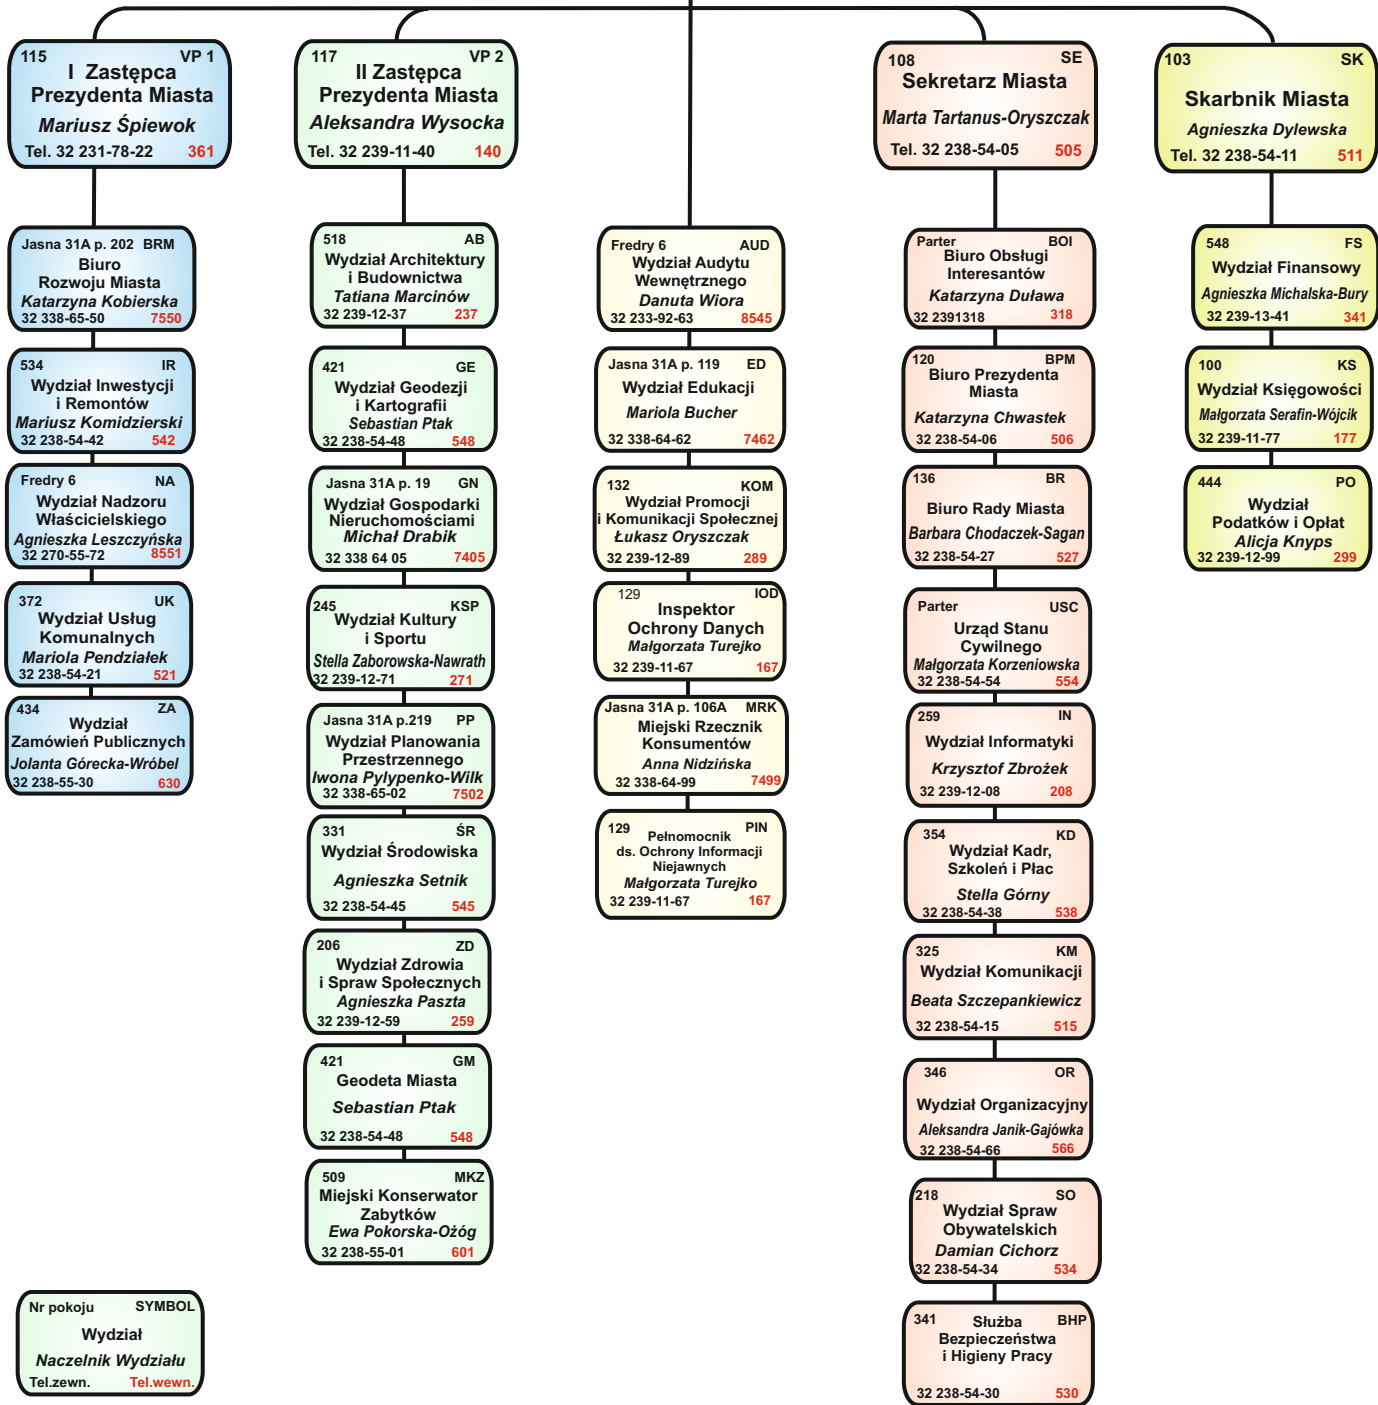 115 VP 1
I Zastępca
Prezydenta Miasta
Mariusz Śpiewok
Tel. 32 231-78-22 361
Jasna 31A p. 202 BRM
Biuro
Rozwoju Miasta
Katarzyna Kobierska
32 338-65-50 7550
534 IR
Wydział Inwestycji
i Remontów
Mariusz Komidzierski
32 238-54-42 542
Fredry 6 NA
Wydział Nadzoru
Właścicielskiego
Agnieszka Leszczyńska
32 270-55-72 8551
372 UK
Wydział Usług
Komunalnych
Mariola Pendziałek
32 238-54-21 521
434 ZA
Wydział
Zamówień Publicznych
Jolanta Górecka-Wróbel
32 238-55-30 630
117 VP 2
II Zastępca
Prezydenta Miasta
Aleksandra Wysocka
Tel. 32 239-11-40 140
518 AB
Wydział Architektury
i Budownictwa
Tatiana Marcinów
32 239-12-37 237
421 GE
Wydział Geodezji
i Kartografii
Sebastian Ptak
32 238-54-48 548
Jasna 31A p. 19 GN
Wydział Gospodarki
Nieruchomościami
Michał Drabik
32 338 64 05 7405
245 KSP
Wydział Kultury
i Sportu
Stella Zaborowska-Nawrath
32 239-12-71 271
Jasna 31A p.219 PP
Wydział Planowania
Przestrzennego
Iwona Pylypenko-Wilk
32 338-65-02 7502
331 ŚR
Wydział Środowiska
Agnieszka Setnik
32 238-54-45 545
206 ZD
Wydział Zdrowia
i Spraw Społecznych
Agnieszka Paszta
32 239-12-59 259
421 GM
Geodeta Miasta
Sebastian Ptak
32 238-54-48 548
509 MKZ
Miejski Konserwator
Zabytków
Ewa Pokorska-Ożóg
32 238-55-01 601
Fredry 6 AUD
Wydział Audytu
Wewnętrznego
Danuta Wiora
32 233-92-63 8545
Jasna 31A p. 119 ED
Wydział Edukacji
Mariola Bucher
32 338-64-62 7462
132 KOM
Wydział Promocji
i Komunikacji Społecznej
Łukasz Oryszczak
32 239-12-89 289
129 IOD
Inspektor
Ochrony Danych
Małgorzata Turejko
32 239-11-67 167
Jasna 31A p. 106A MRK
Miejski Rzecznik
Konsumentów
Anna Nidzińska
32 338-64-99 7499
129 PIN
Pełnomocnik
ds. Ochrony Informacji
Niejawnych
Małgorzata Turejko
32 239-11-67 167
108 SE
Sekretarz Miasta
Marta Tartanus-Oryszczak
Tel. 32 238-54-05 505
Parter BOI
Biuro Obsługi
Interesantów
Katarzyna Duława
32 2391318 318
120 BPM
Biuro Prezydenta
Miasta
Katarzyna Chwastek
32 238-54-06 506
136 BR
Biuro Rady Miasta
Barbara Chodaczek-Sagan
32 238-54-27 527
Parter USC
Urząd Stanu
Cywilnego
Małgorzata Korzeniowska
32 238-54-54 554
259 IN
Wydział Informatyki
Krzysztof Zbrożek
32 239-12-08 208
354 KD
Wydział Kadr,
Szkoleń i Płac
Stella Górny
32 238-54-38 538
325 KM
Wydział Komunikacji
Beata Szczepankiewicz
32 238-54-15 515
346 OR
Wydział Organizacyjny
Aleksandra Janik-Gajówka
32 238-54-66 566
218 SO
Wydział Spraw
Obywatelskich
Damian Cichorz
32 238-54-34 534
341 BHP
Służba
Bezpieczeństwa
i Higieny Pracy
32 238-54-30 530
103 SK
Skarbnik Miasta
Agnieszka Dylewska
Tel. 32 238-54-11 511
548 FS
Wydział Finansowy
Agnieszka Michalska-Bury
32 239-13-41 341
100 KS
Wydział Księgowości
Małgorzata Serafin-Wójcik
32 239-11-77 177
444 PO
Wydział
Podatków i Opłat
Alicja Knyps
32 239-12-99 299
Nr pokoju SYMBOL
Wydział
Naczelnik Wydziału
Tel.zewn. Tel.wewn.